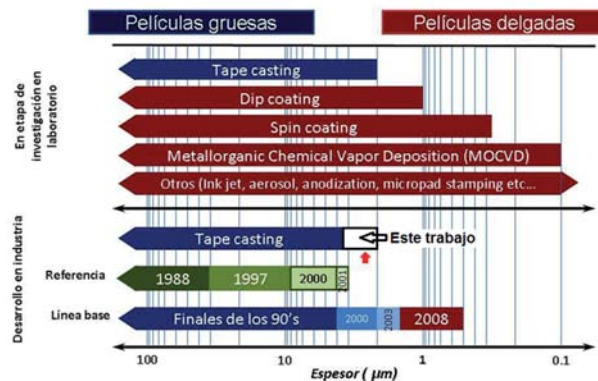 Películas gruesas
Películas delgadas
En etapa de
investigación en
laboratorio
Tape casting
Dip coating
Spin coating
Metallorganic Chemical Vapor Deposition (MOCVD)
Otros (Ink jet, aerosol, anodization, micropad stamping etc...
Desarrollo en industria
Tape casting
Este trabajo
Referencia
1988
1997
2000
2001
Linea base
Finales de los 90's
2000
2003
2008
100
10
1
0.1
Espesor ( μm)